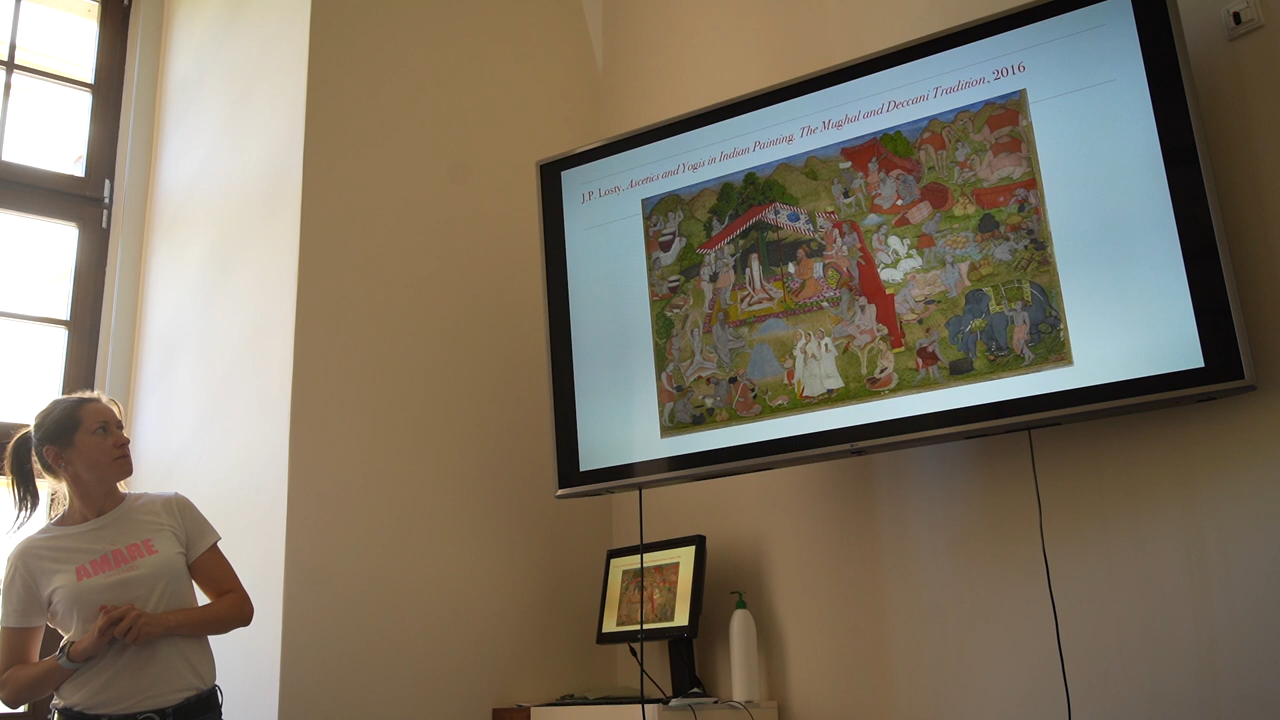 J.P. Losty, Ascetics and Yogis in Indian Painting. The Mughal and Deccani Tradition, 2016
AMARE